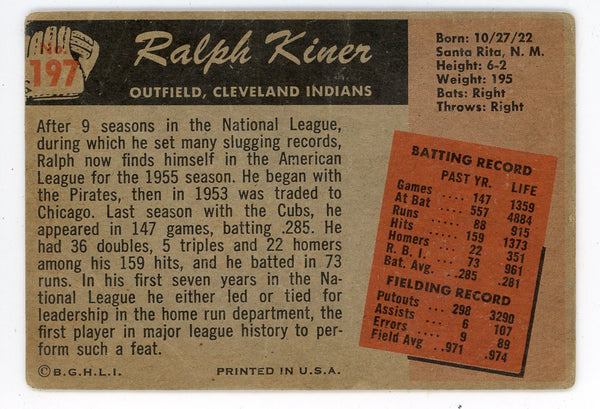 No.
197
Ralph Kiner
OUTFIELD, CLEVELAND INDIANS
Born: 10/27/22
Santa Rita, N. M.
Height: 6-2
Weight: 195
Bats: Right
Throws: Right
After 9 seasons in the National League,
during which he set many slugging records,
Ralph now finds himself in the American
League for the 1955 season. He began with
the Pirates, then in 1953 was traded to
Chicago. Last season with the Cubs, he
appeared in 147 games, batting .285. He
had 36 doubles, 5 triples and 22 homers
among his 159 hits, and he batted in 73
runs. In his first seven years in the Na-
tional League he either led or tied for
leadership in the home run department, the
first player in major league history to per-
form such a feat.
BATTING RECORD
PAST YR. LIFE
Games 147 1359
At Bat 557 4884
Runs 88 915
Hits 159 1373
Homers 22 351
R. B. I. 73 961
Bat. Avg. .285 .281
FIELDING RECORD
Putouts 298 3290
Assists 6 107
Errors 9 89
Field Avg. .971 .974
©B.G.H.L.I. PRINTED IN U.S.A.